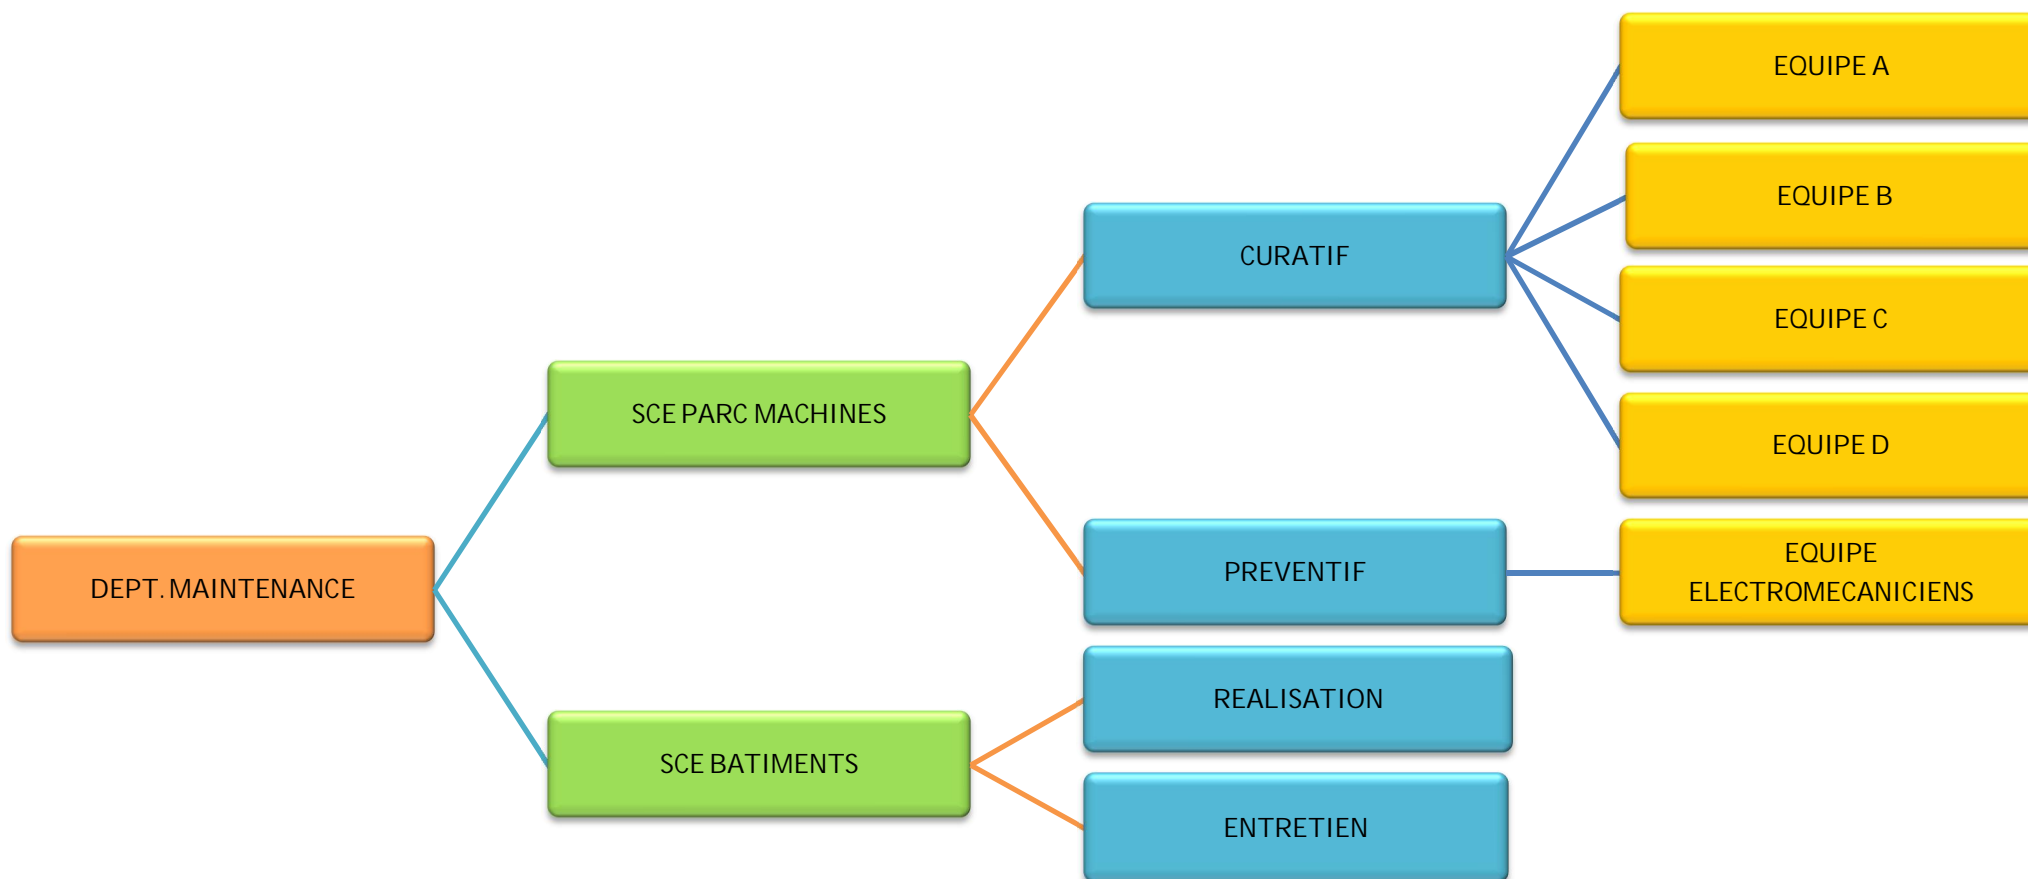 EQUIPE A
EQUIPE B
CURATIF
EQUIPE C
SCE PARC MACHINES
EQUIPE D
EQUIPE
ELECTROMECANICIENS
PREVENTIF
DEPT. MAINTENANCE
REALISATION
SCE BATIMENTS
ENTRETIEN